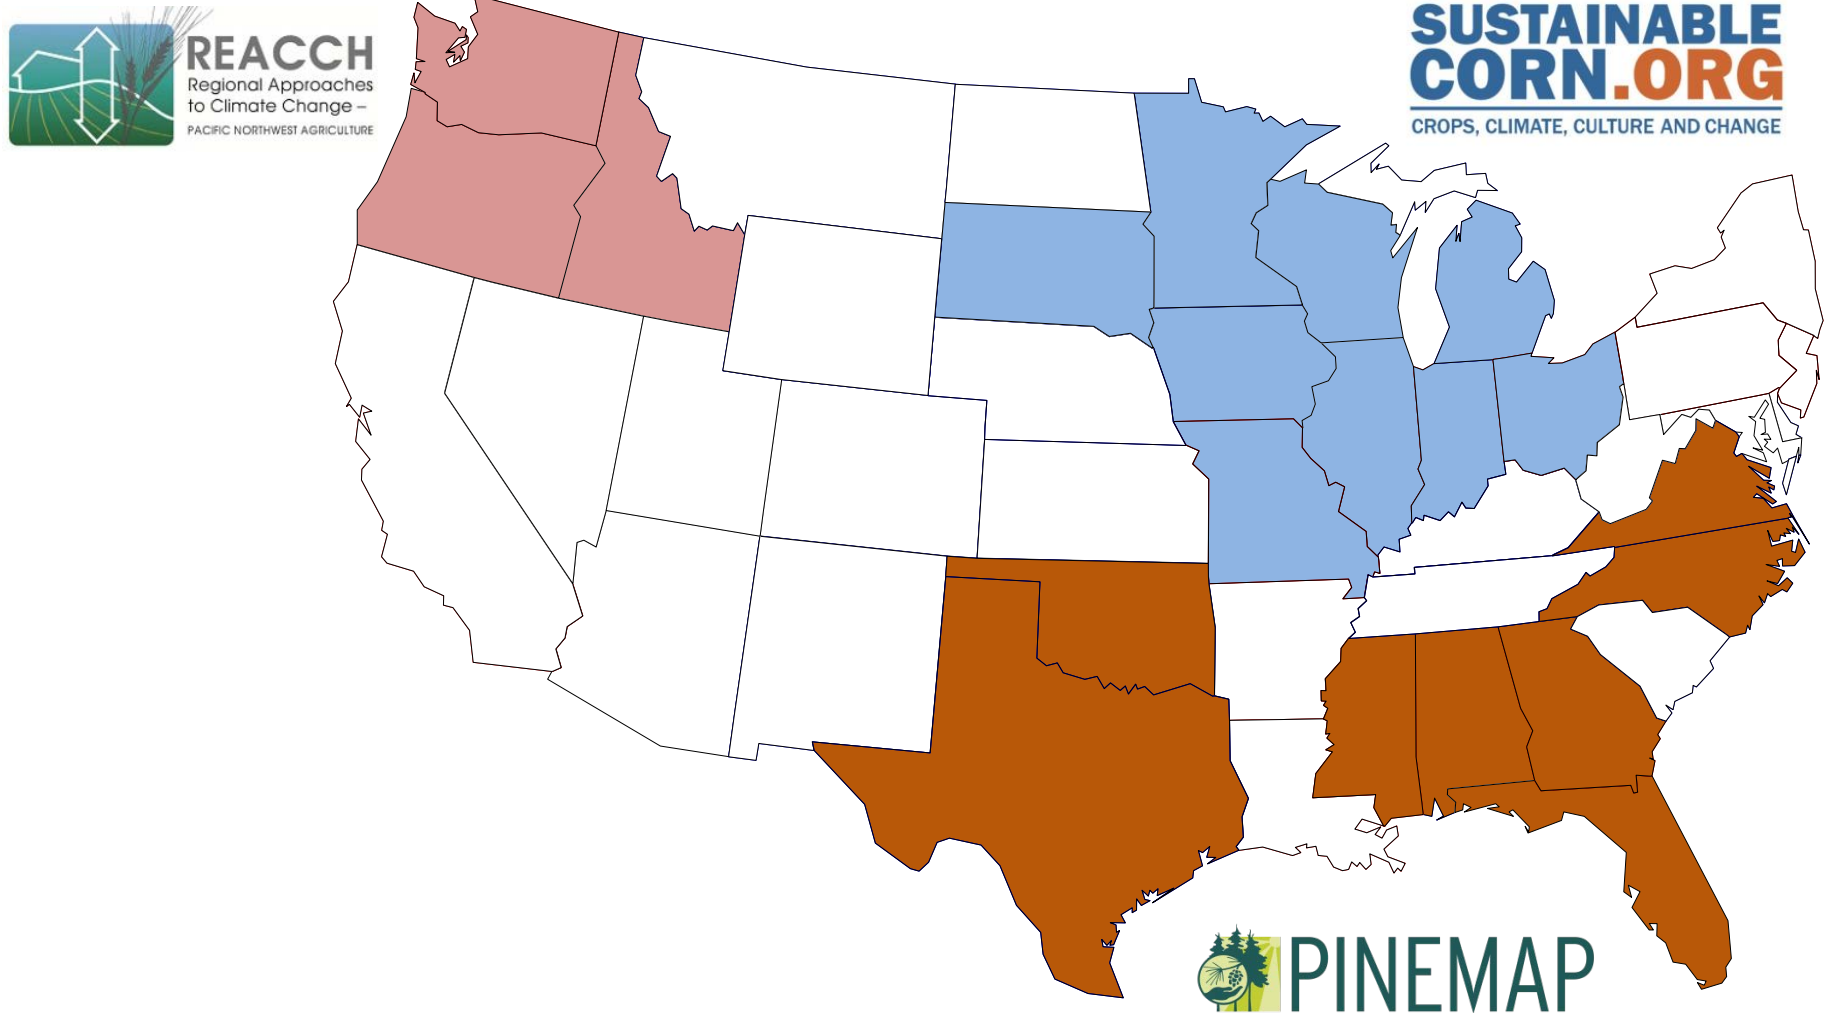 REACCH
Regional Approaches
to Climate Change –
PACIFIC NORTHWEST AGRICULTURE
SUSTAINABLE
CORN.ORG
CROPS, CLIMATE, CULTURE AND CHANGE
PINEMAP